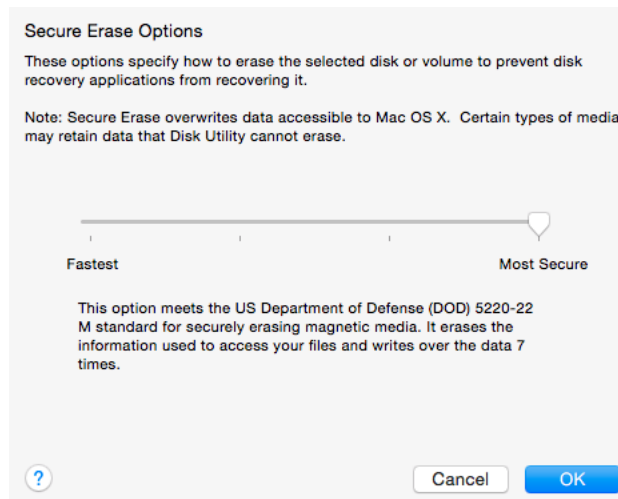 Secure Erase Options
These options specify how to erase the selected disk or volume to prevent disk
recovery applications from recovering it.
Note: Secure Erase overwrites data accessible to Mac OS X.  Certain types of media
may retain data that Disk Utility cannot erase.
Fastest
Most Secure
This option meets the US Department of Defense (DOD) 5220-22
M standard for securely erasing magnetic media. It erases the
information used to access your files and writes over the data 7
times.
?
Cancel
OK